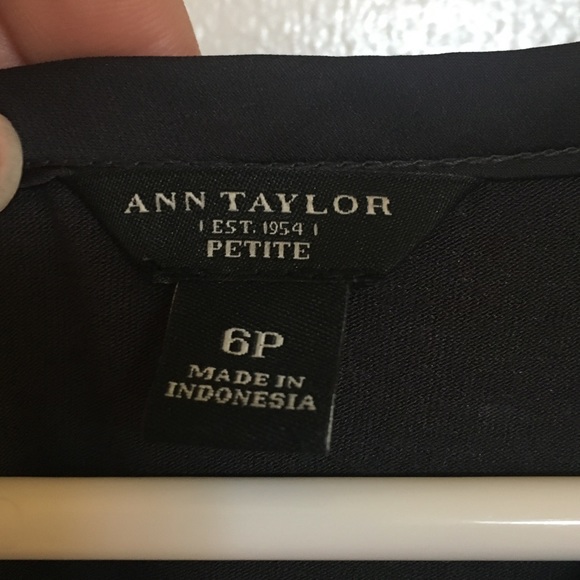 ANN TAYLOR
| EST. 1954 |
PETITE
6P
MADE IN
INDONESIA